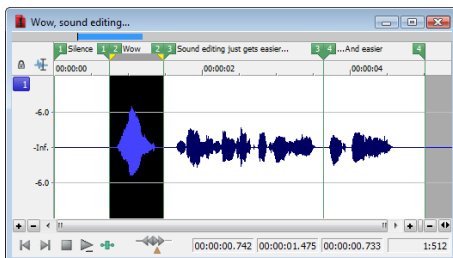 Wow, sound editing...
1 Silence 1 2 Wow 2 3 Sound editing just gets easier... 3 4 ...And easier 4
00:00:00 ,00:00:02 ,00:00:04
1
-6.0
-Inf.
-6.0
00:00:00.742 00:00:01.475 00:00:00.733 1:512